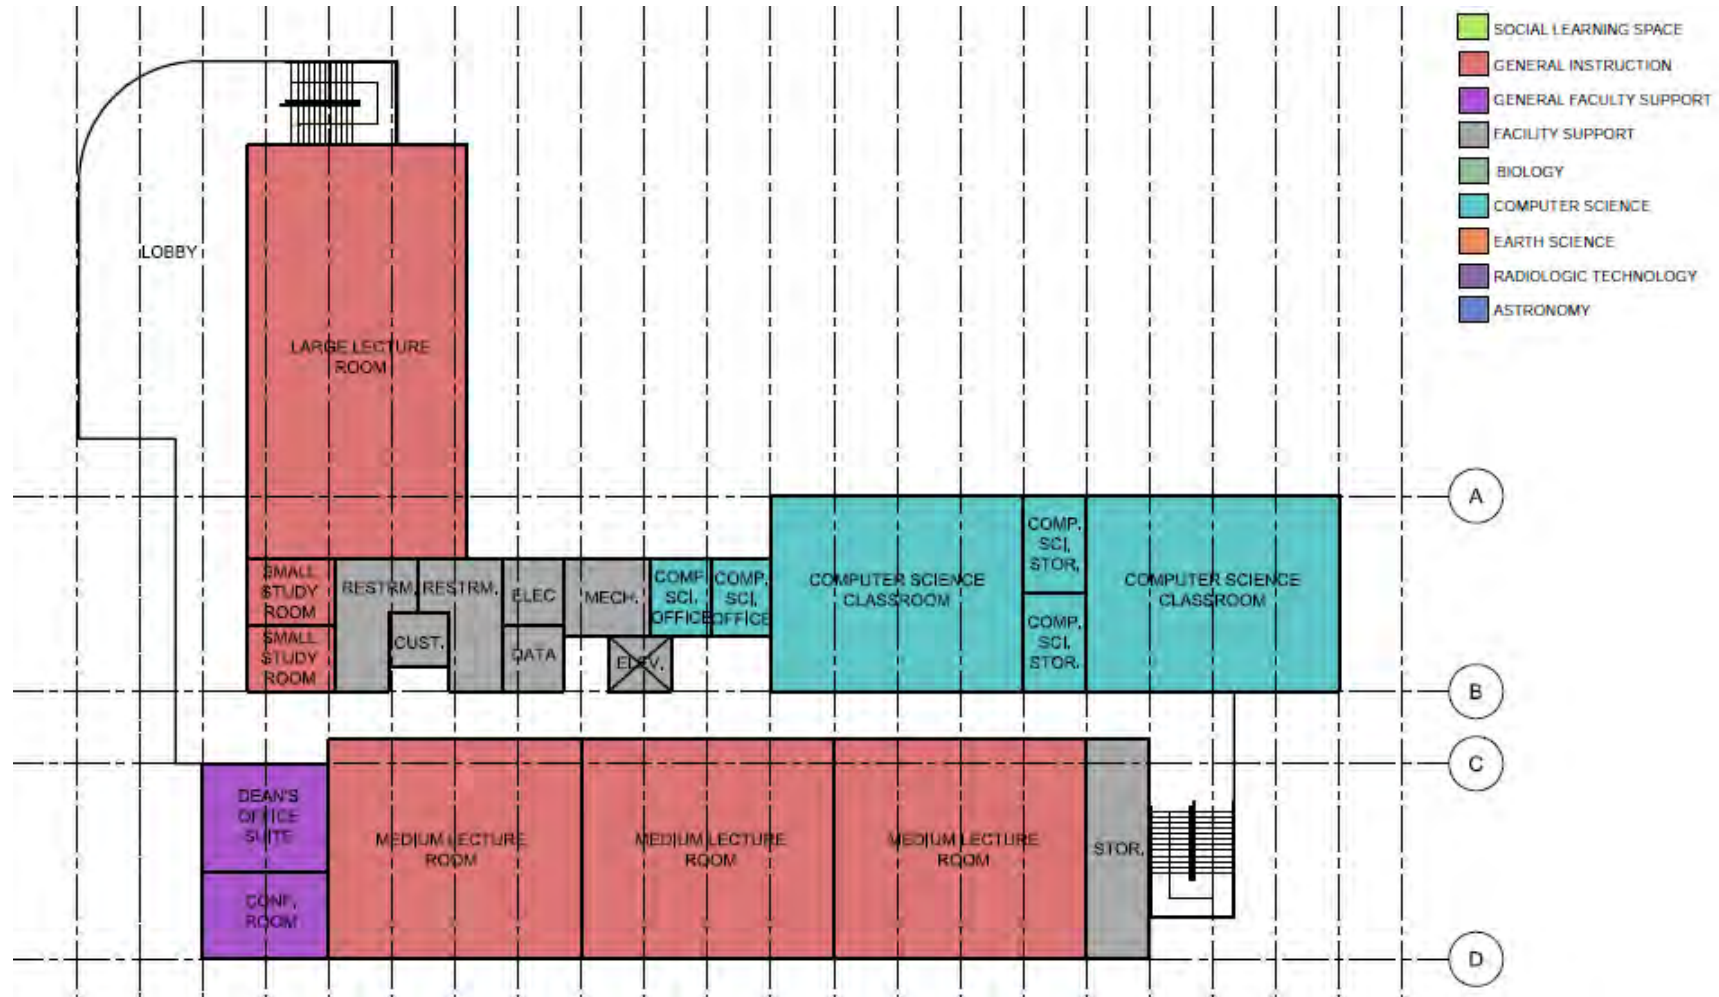 SOCIAL LEARNING SPACE
GENERAL INSTRUCTION
GENERAL FACULTY SUPPORT
FACILITY SUPPORT
BIOLOGY
COMPUTER SCIENCE
EARTH SCIENCE
RADIOLOGIC TECHNOLOGY
ASTRONOMY
LOBBY
LARGE LECTURE
ROOM
A
SMALL
STUDY
ROOM
SMALL
STUDY
ROOM
RESTRM.
RESTRM.
CUST.
ELEC
DATA
MECH.
ELEV.
COMP.
SCI.
OFFICE
COMP.
SCI.
OFFICE
COMPUTER SCIENCE
CLASSROOM
COMP.
SCI.
STOR.
COMP.
SCI.
STOR.
COMPUTER SCIENCE
CLASSROOM
B
C
DEAN'S
OFFICE
SUITE
CONF.
ROOM
MEDIUM LECTURE
ROOM
MEDIUM LECTURE
ROOM
MEDIUM LECTURE
ROOM
STOR.
D